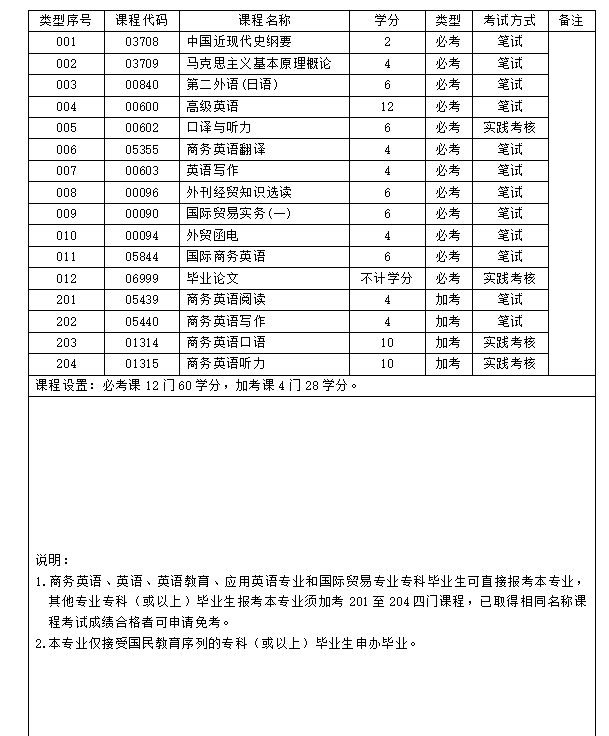 类型序号 课程代码 课程名称 学分 类型 考试方式 备注
001 03708 中国近现代史纲要 2 必考 笔试
002 03709 马克思主义基本原理概论 4 必考 笔试
003 00840 第二外语(日语) 6 必考 笔试
004 00600 高级英语 12 必考 笔试
005 00602 口译与听力 6 必考 实践考核
006 05355 商务英语翻译 4 必考 笔试
007 00603 英语写作 4 必考 笔试
008 00096 外刊经贸知识选读 6 必考 笔试
009 00090 国际贸易实务(一) 6 必考 笔试
010 00094 外贸函电 4 必考 笔试
011 05844 国际商务英语 6 必考 笔试
012 06999 毕业论文 不计学分 必考 实践考核
201 05439 商务英语阅读 4 加考 笔试
202 05440 商务英语写作 4 加考 笔试
203 01314 商务英语口语 10 加考 实践考核
204 01315 商务英语听力 10 加考 实践考核
课程设置：必考课 12 门 60 学分，加考课 4 门 28 学分。
说明：
1.商务英语、英语、英语教育、应用英语专业和国际贸易专业专科毕业生可直接报考本专业，
其他专业专科（或以上）毕业生报考本专业须加考 201 至 204 四门课程，已取得相同名称课
程考试成绩合格者可申请免考。
2.本专业仅接受国民教育序列的专科（或以上）毕业生申办毕业。